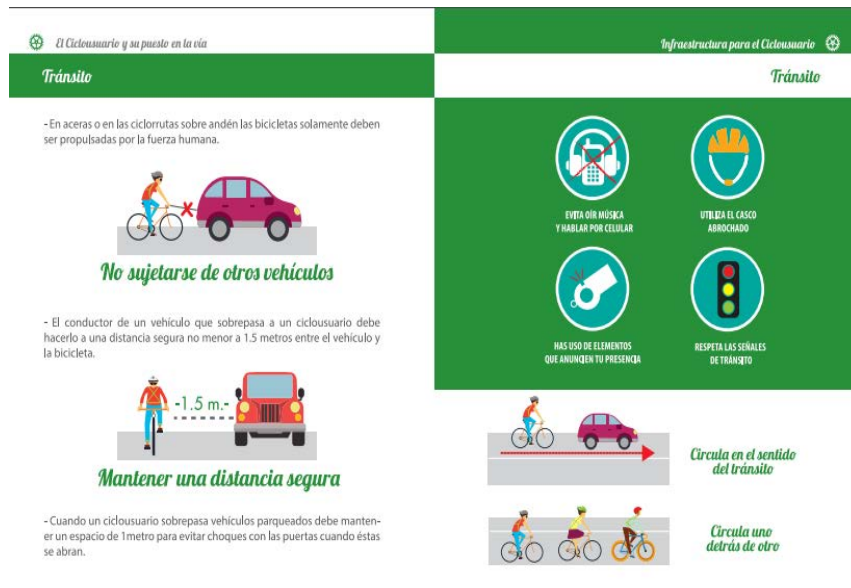 El Ciclousuario y su puesto en la vía
Tránsito
- En aceras o en las ciclorrutas sobre andén las bicicletas solamente deben
ser propulsadas por la fuerza humana.
No sujetarse de otros vehículos
- El conductor de un vehículo que sobrepasa a un ciclousuario debe
hacerlo a una distancia segura no menor a 1.5 metros entre el vehículo y
la bicicleta.
-1.5 m.-
Mantener una distancia segura
- Cuando un ciclousuario sobrepasa vehículos parqueados debe manten-
er un espacio de 1metro para evitar choques con las puertas cuando éstas
se abran.
Infraestructura para el Ciclousuario
Tránsito
EVITA OÍR MÚSICA
Y HABLAR POR CELULAR
UTILIZA EL CASCO
ABROCHADO
HAS USO DE ELEMENTOS
QUE ANUNCIEN TU PRESENCIA
RESPETA LAS SEÑALES
DE TRÁNSITO
Circula en el sentido
del tránsito
Circula uno
detrás de otro